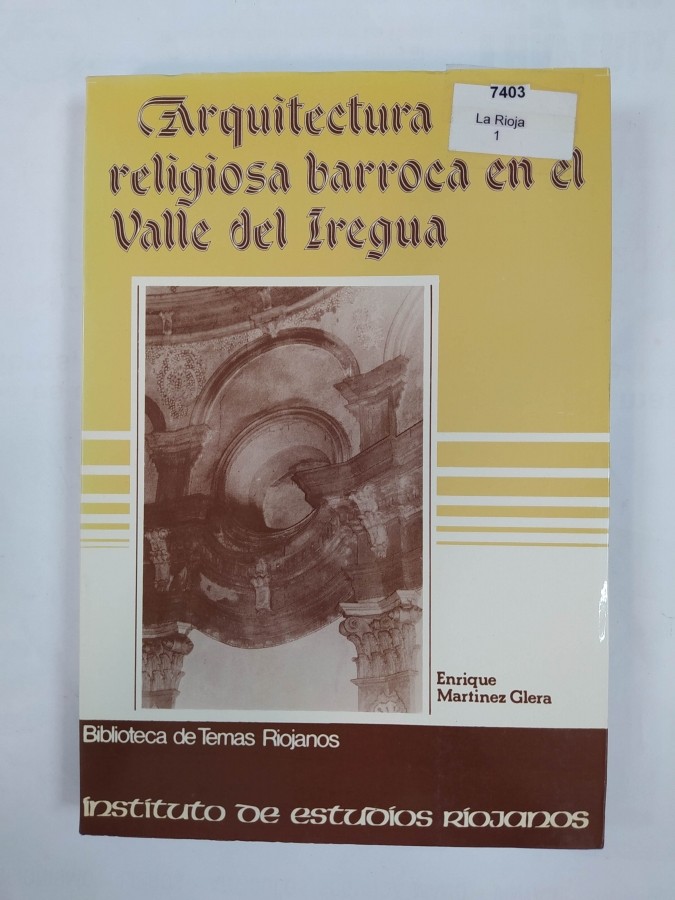 Arquitectura
religiosa barroca en el
Valle del Iregua
7403
La Rioja
1
Enrique
Martinez Glera
Biblioteca de Temas Riojanos
instituto de estudios riojanos